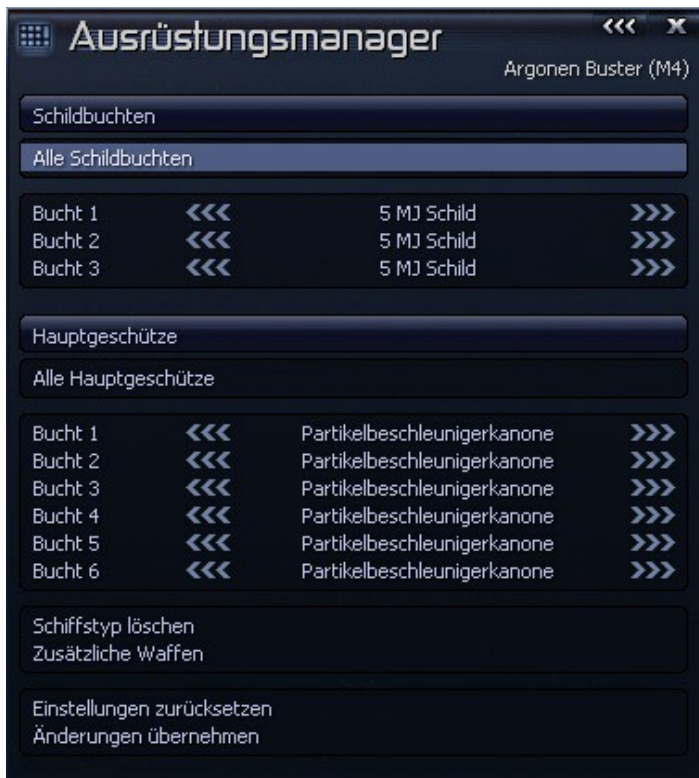 Ausrüstungsmanager
<<< X
Argonen Buster (M4)
Schildbuchten
Alle Schildbuchten
Bucht 1 <<< 5 MJ Schild >>>
Bucht 2 <<< 5 MJ Schild >>>
Bucht 3 <<< 5 MJ Schild >>>
Hauptgeschütze
Alle Hauptgeschütze
Bucht 1 <<< Partikelbeschleunigerkanone >>>
Bucht 2 <<< Partikelbeschleunigerkanone >>>
Bucht 3 <<< Partikelbeschleunigerkanone >>>
Bucht 4 <<< Partikelbeschleunigerkanone >>>
Bucht 5 <<< Partikelbeschleunigerkanone >>>
Bucht 6 <<< Partikelbeschleunigerkanone >>>
Schiffstyp löschen
Zusätzliche Waffen
Einstellungen zurücksetzen
Änderungen übernehmen